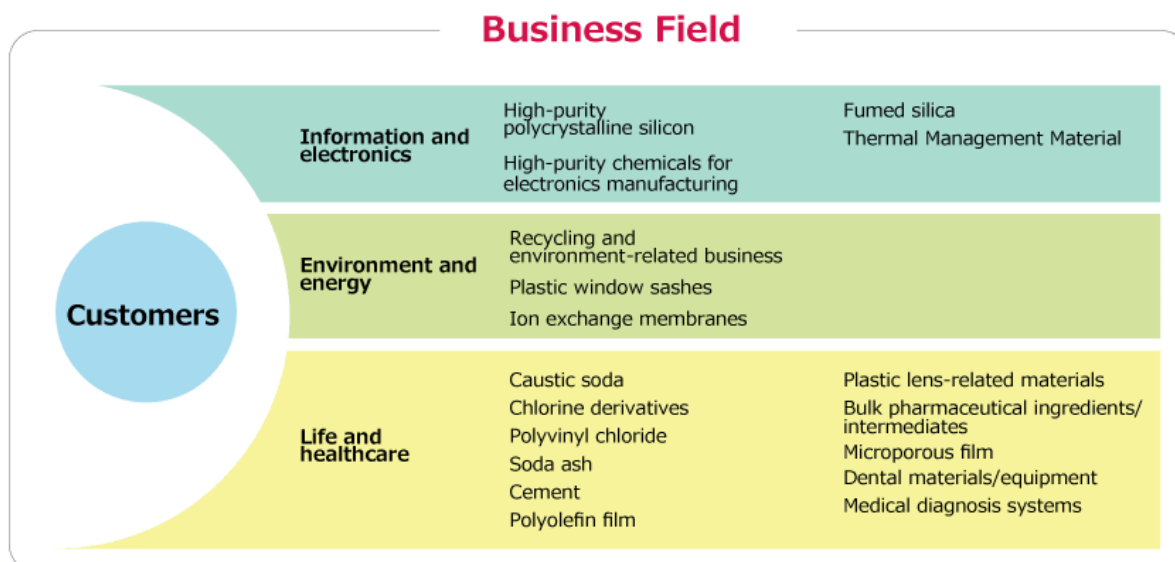 Business Field
Customers
Information and
electronics
High-purity
polycrystalline silicon
High-purity chemicals for
electronics manufacturing
Fumed silica
Thermal Management Material
Environment and
energy
Recycling and
environment-related business
Plastic window sashes
Ion exchange membranes
Life and
healthcare
Caustic soda
Chlorine derivatives
Polyvinyl chloride
Soda ash
Cement
Polyolefin film
Plastic lens-related materials
Bulk pharmaceutical ingredients/
intermediates
Microporous film
Dental materials/equipment
Medical diagnosis systems